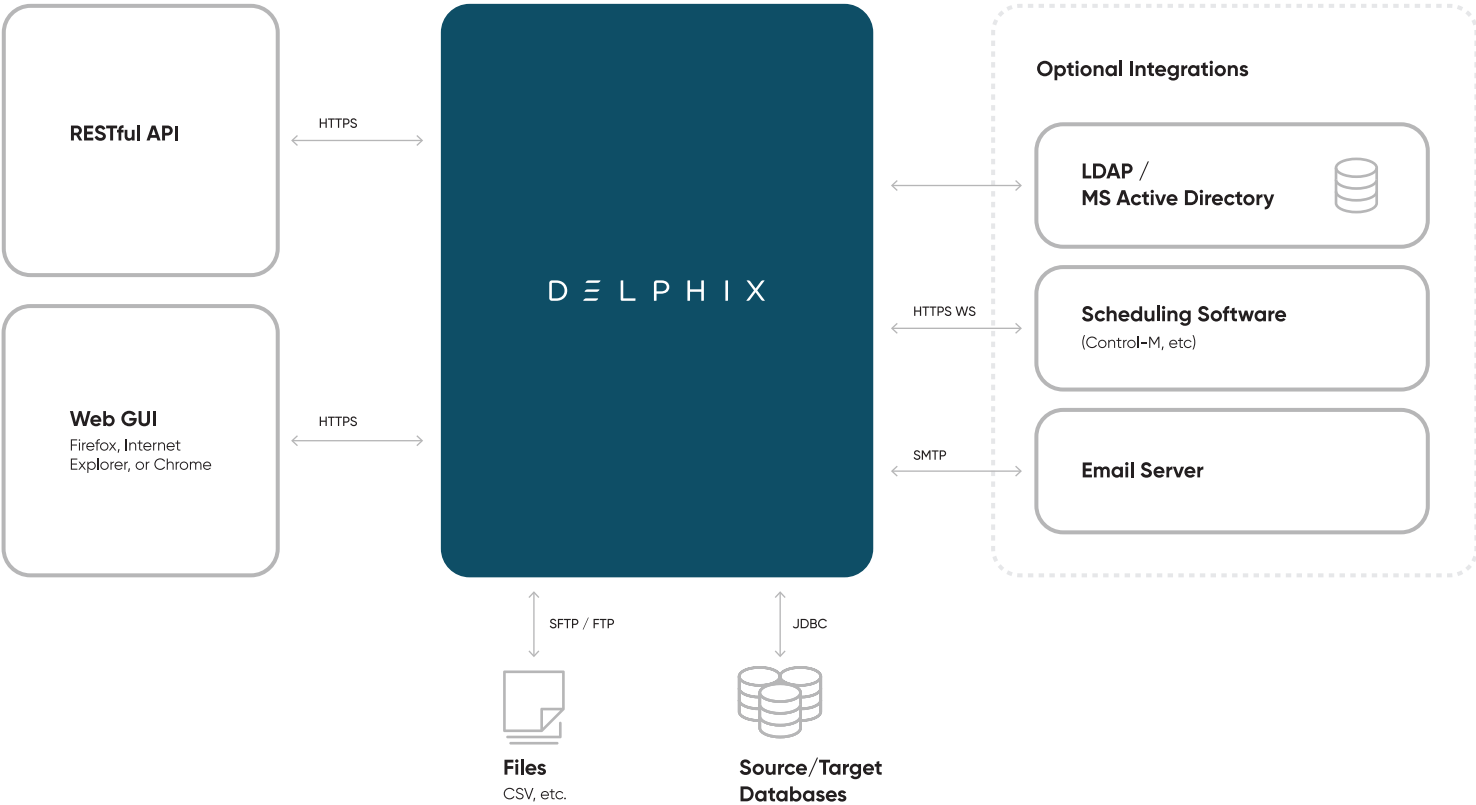 RESTful API
HTTPS
Web GUI
Firefox, Internet
Explorer, or Chrome
HTTPS
DELPHIX
Optional Integrations
LDAP /
MS Active Directory
HTTPS WS
Scheduling Software
(Control-M, etc)
SMTP
Email Server
SFTP / FTP
JDBC
Files
CSV, etc.
Source/Target
Databases